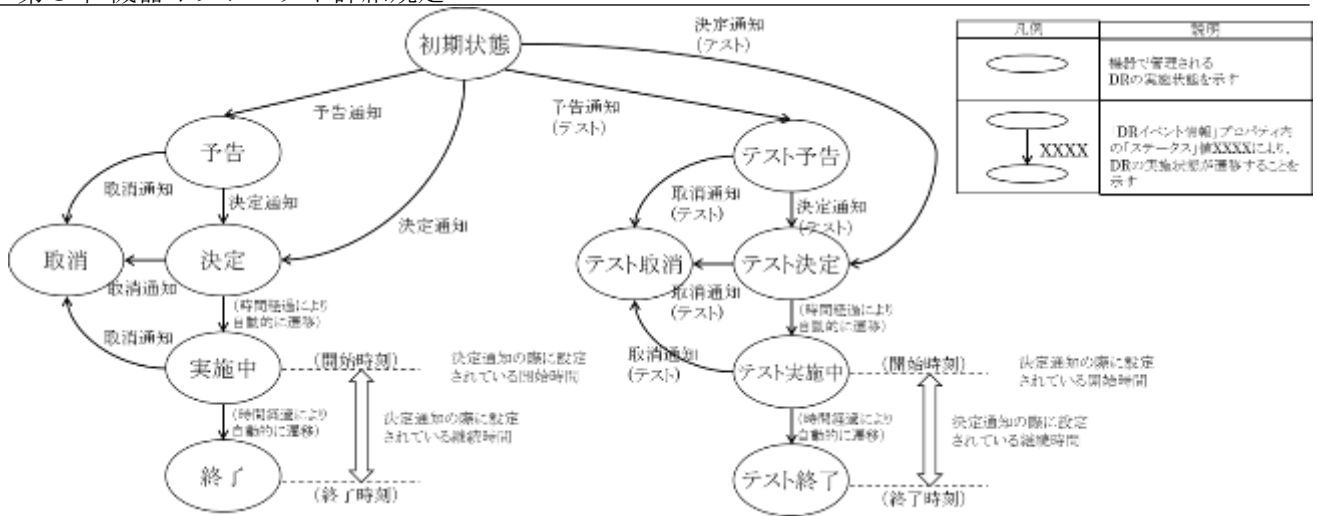 初期状態
決定通知
(テスト)
予告通知
予告通知
(テスト)
予告
テスト予告
取消通知
決定通知
決定通知
取消通知
(テスト)
決定通知
(テスト)
取消
決定
テスト取消
テスト決定
取消通知
(時間経過により
自動的に遷移)
取消通知
(テスト)
(時間経過により
自動的に遷移)
取消通知
取消通知
(テスト)
実施中
(開始時刻)
決定通知の際に設定
されている開始時間
テスト実施中
(開始時刻)
決定通知の際に設定
されている開始時間
(時間経過により
自動的に遷移)
決定通知の際に設定
されている継続時間
(時間経過により
自動的に遷移)
決定通知の際に設定
されている継続時間
終了
(終了時刻)
テスト終了
(終了時刻)
凡例
説明
機器で管理される
DRの実施状態を示す
XXXX
「DRイベント情報」プロパティ内
の「ステータス」値XXXXにより、
DRの実施状態が遷移することを
示す